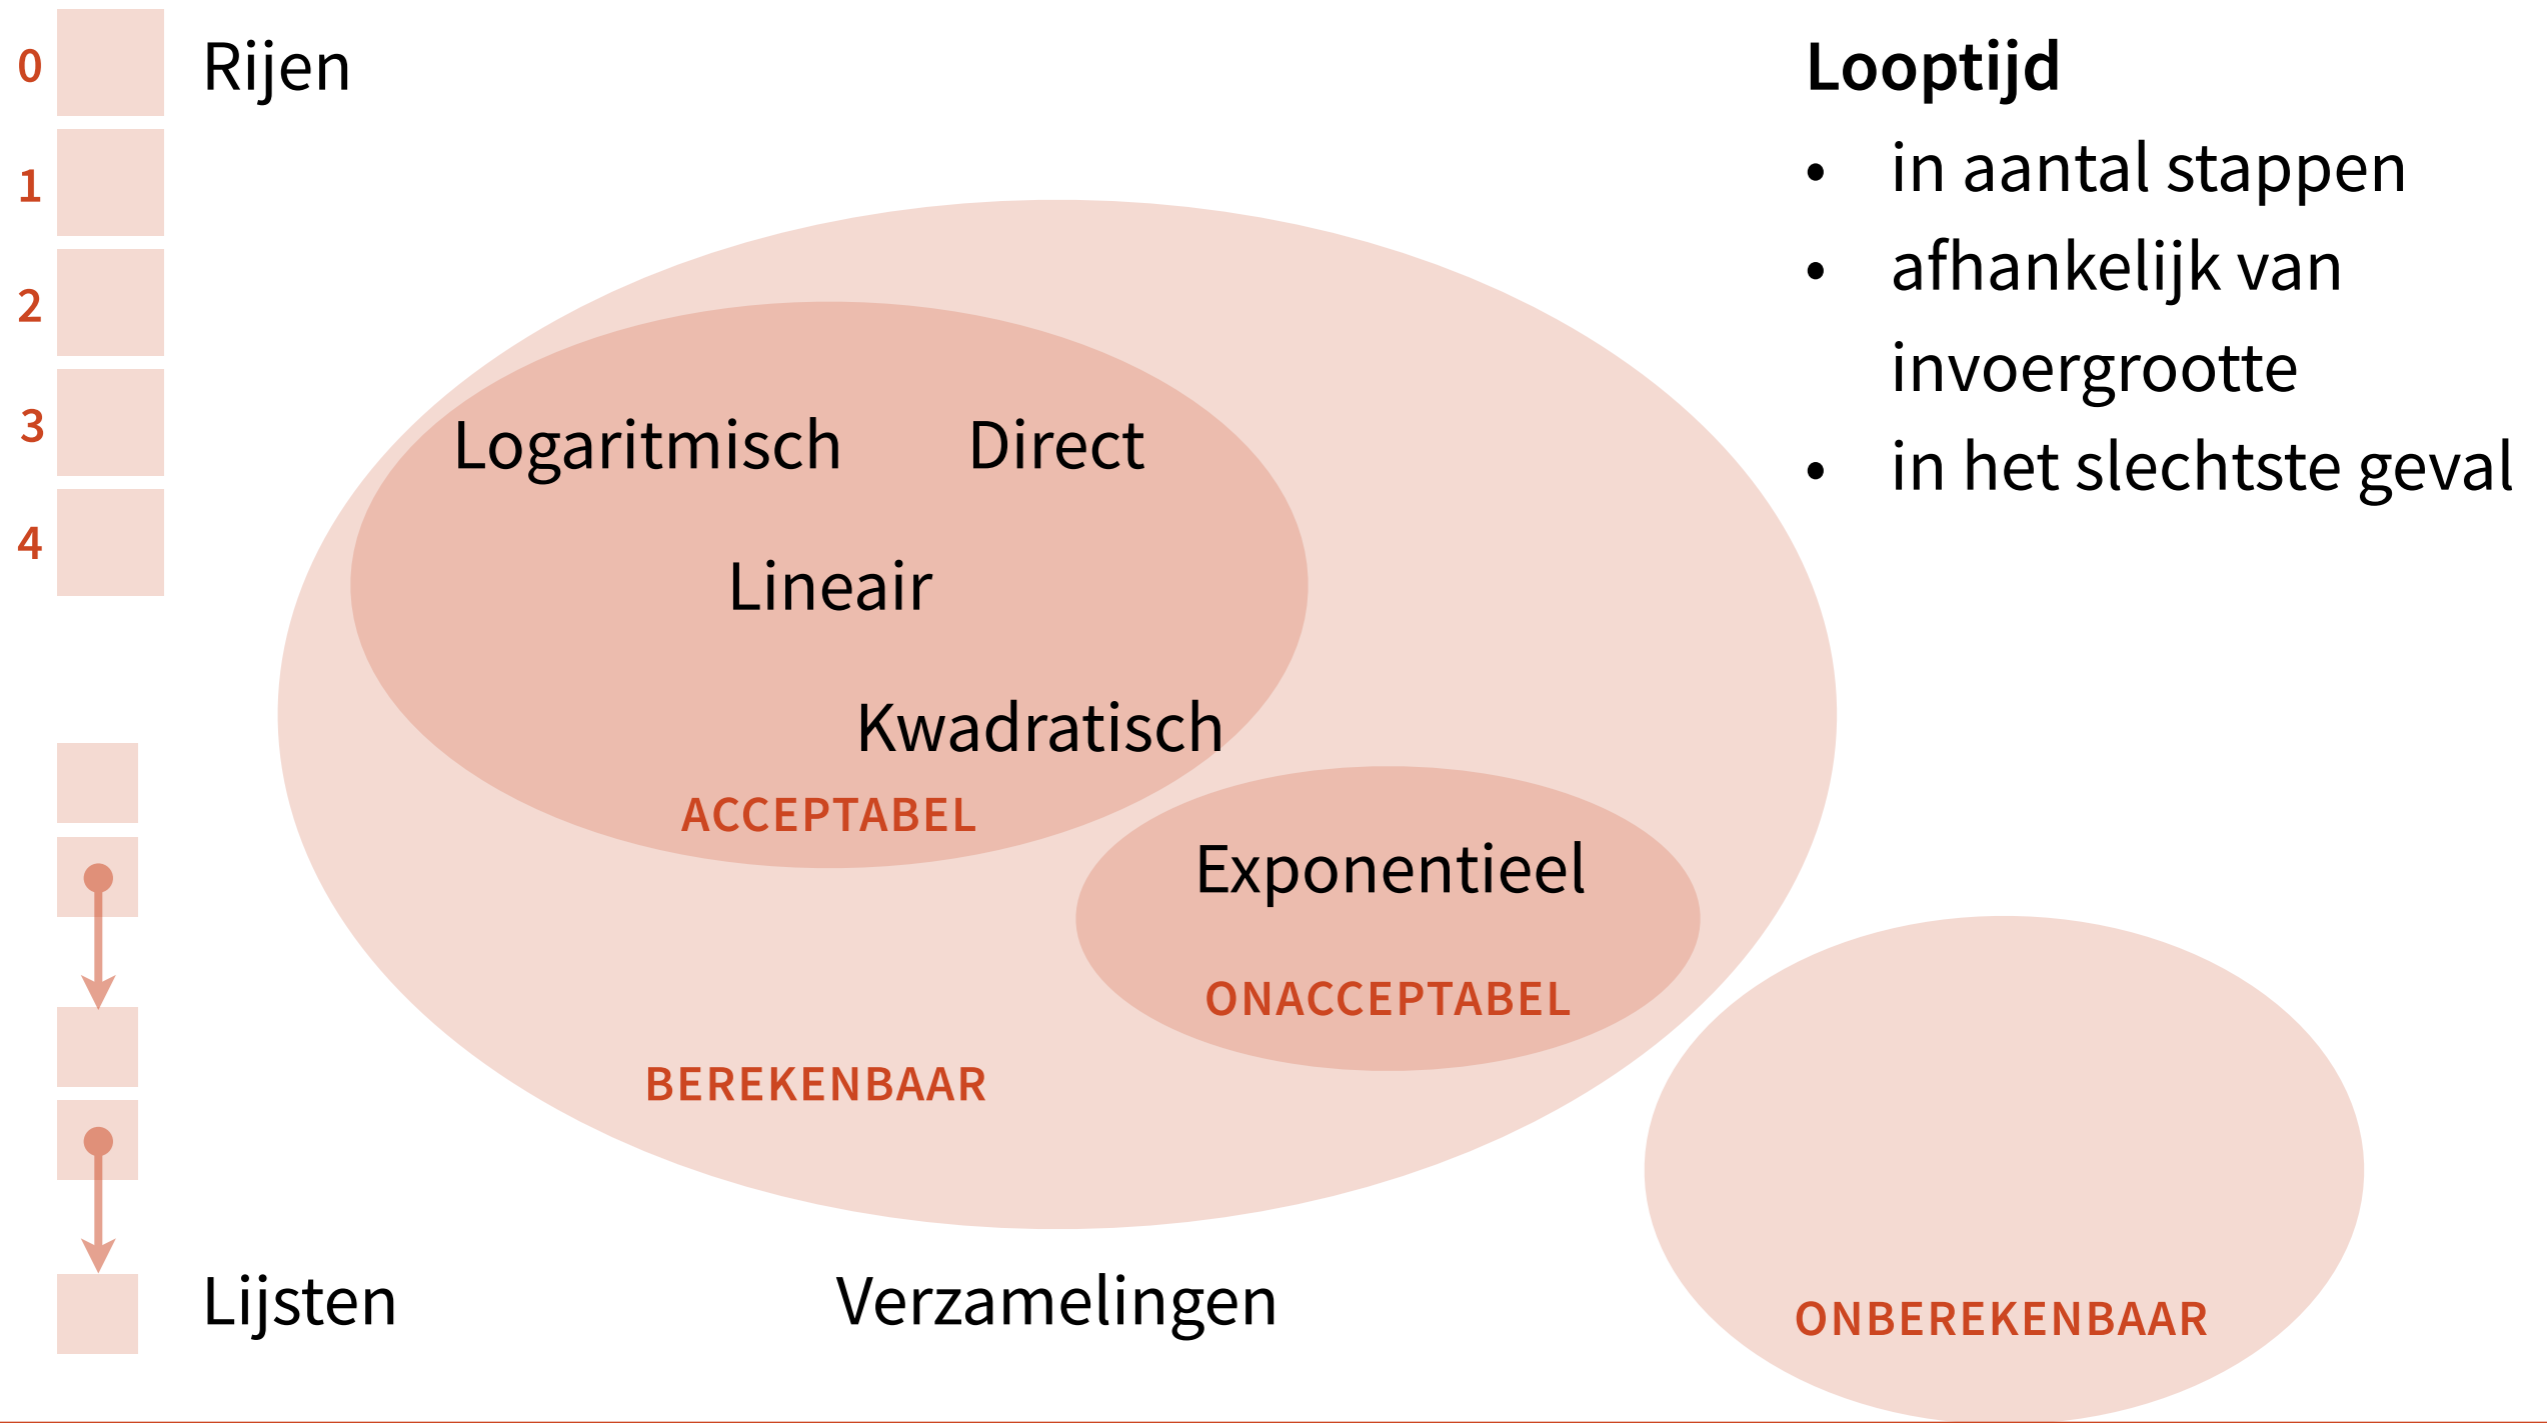 0
Rijen
1
2
3
4
Looptijd
• in aantal stappen
• afhankelijk van
invoergrootte
• in het slechtste geval
Logaritmisch
Direct
Lineair
Kwadratisch
ACCEPTABEL
Exponentieel
ONACCEPTABEL
BEREKENBAAR
Lijsten
Verzamelingen
ONBEREKENBAAR